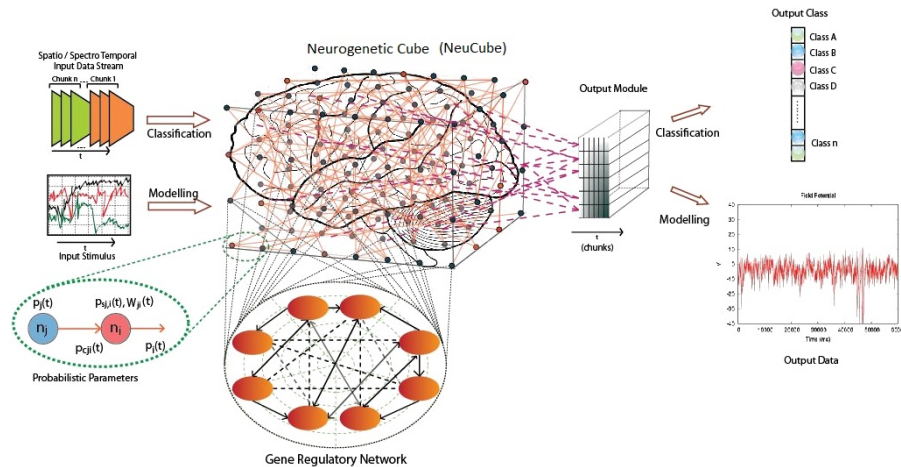 Output Class
Class A
Class B
Class C
Class D
Class n
Neurogenetic Cube (NeuCube)
Spatio / Spectro Temporal
Input Data Stream
Chunk n ... Chunk 1
t
Classification
Modelling
t
Input Stimulus
Output Module
t
(chunks)
Classification
Modelling
Field Potential
10000 20000
Time (ms)
Output Data
pj(t)
psj,i(t), Wji(t)
nj
ni
pcji(t)
pi(t)
Probabilistic Parameters
Gene Regulatory Network